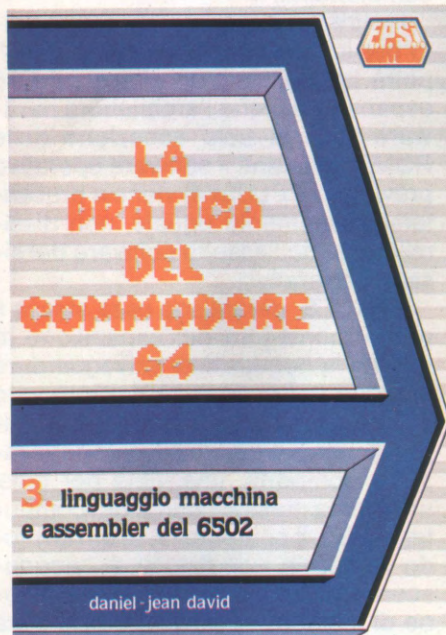 E.P.S.I.
LA
PRATICA
DEL
COMMODORE
64
3. linguaggio macchina
e assembler del 6502
daniel-jean david